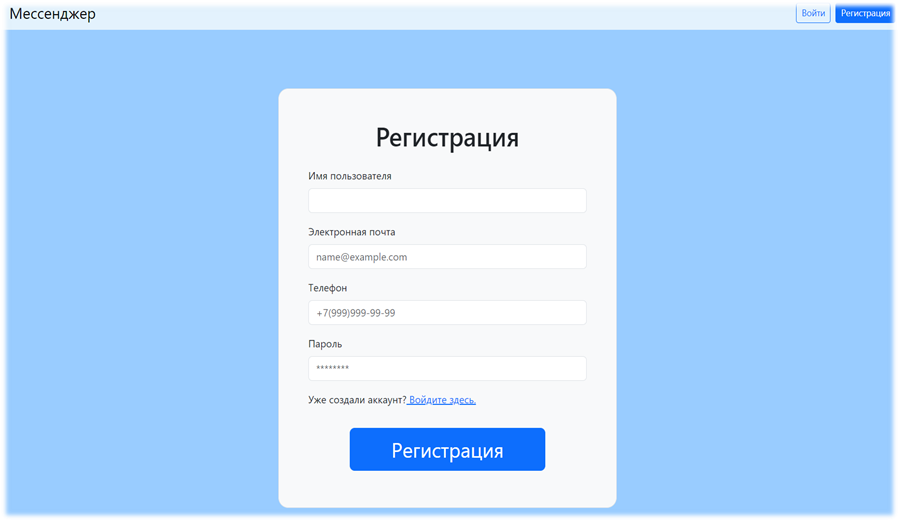 Мессенджер
Войти
Регистрация
Регистрация
Имя пользователя
Электронная почта
name@example.com
Телефон
+7(999)999-99-99
Пароль
********
Уже создали аккаунт? Войдите здесь.
Регистрация